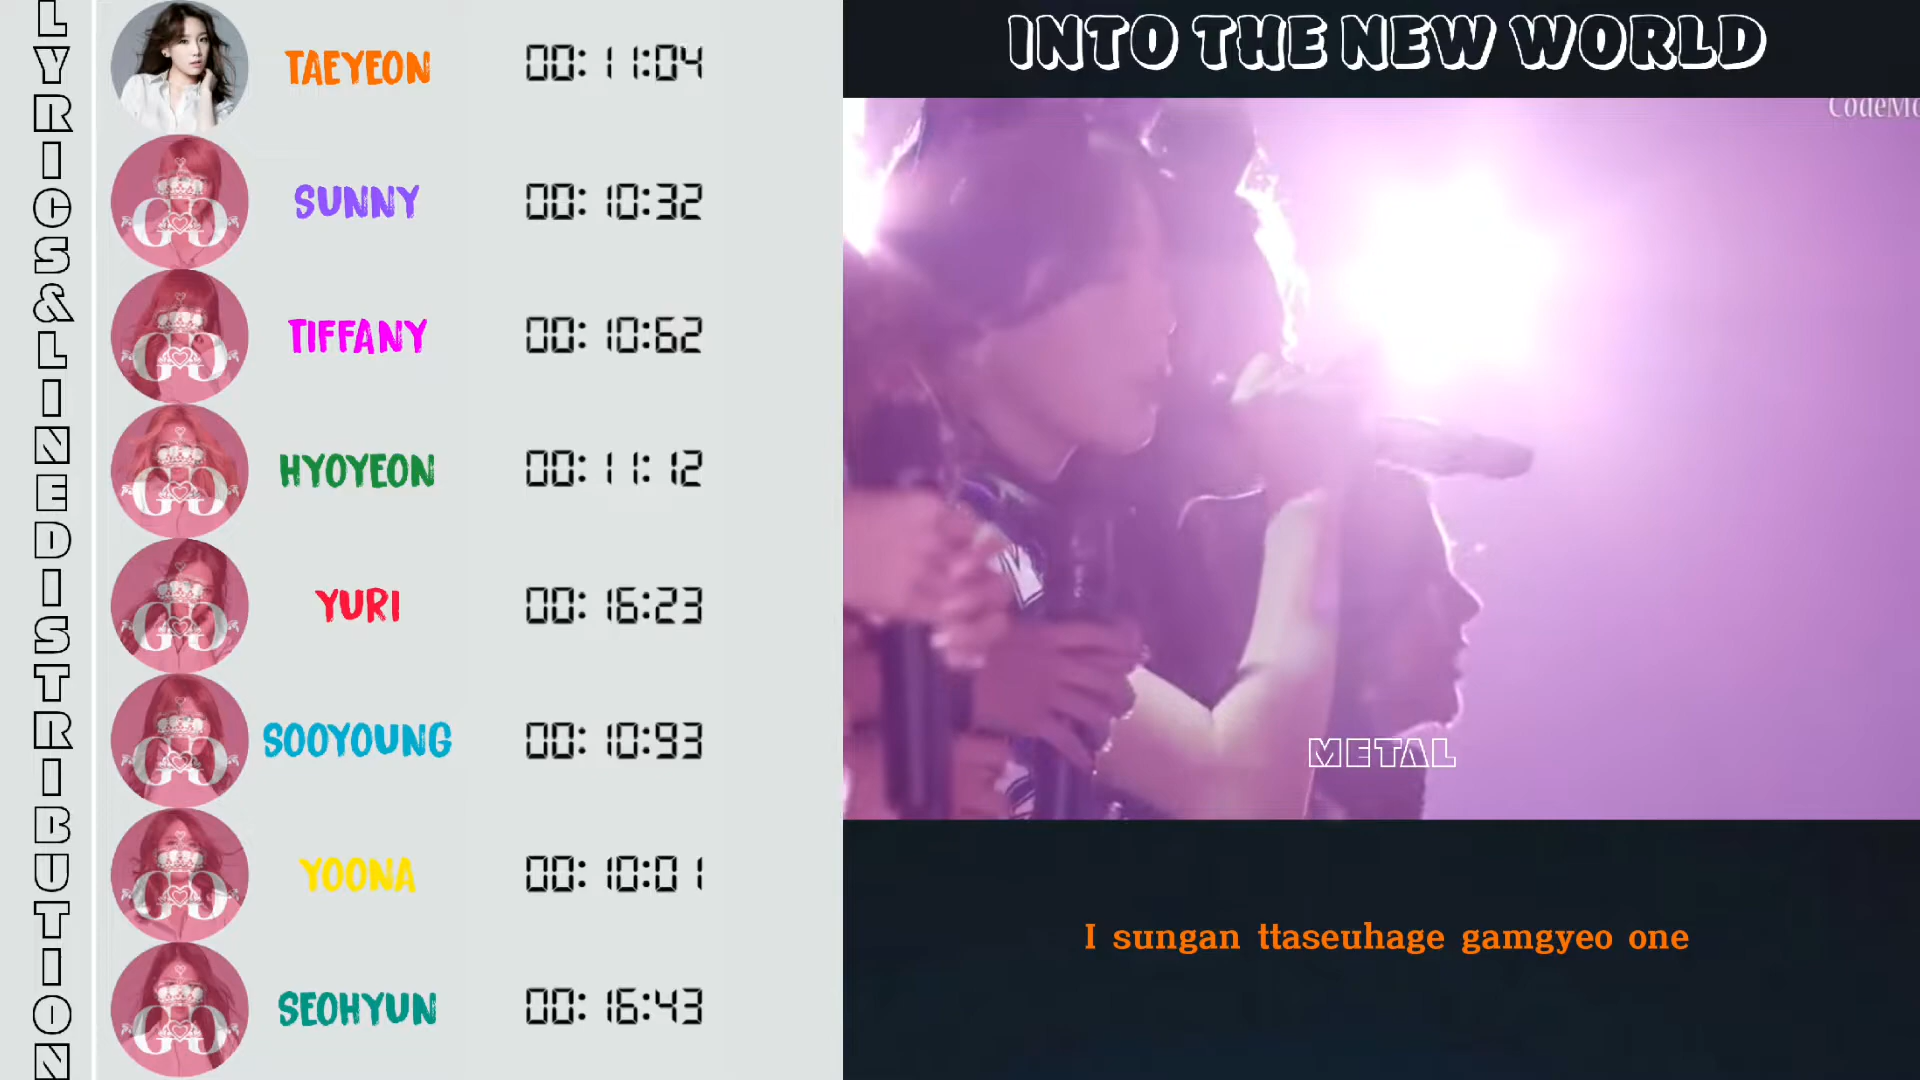 LYRICS&LINEDISTRIBUTION
TAEYEON 00:11:04
SUNNY 00:10:32
TIFFANY 00:10:62
HYOYEON 00:11:12
YURI 00:16:23
SOOYOUNG 00:10:93
YOONA 00:10:01
SEOHYUN 00:16:43
INTO THE NEW WORLD
METAL
I sungan ttaseuhage gamgyeo one